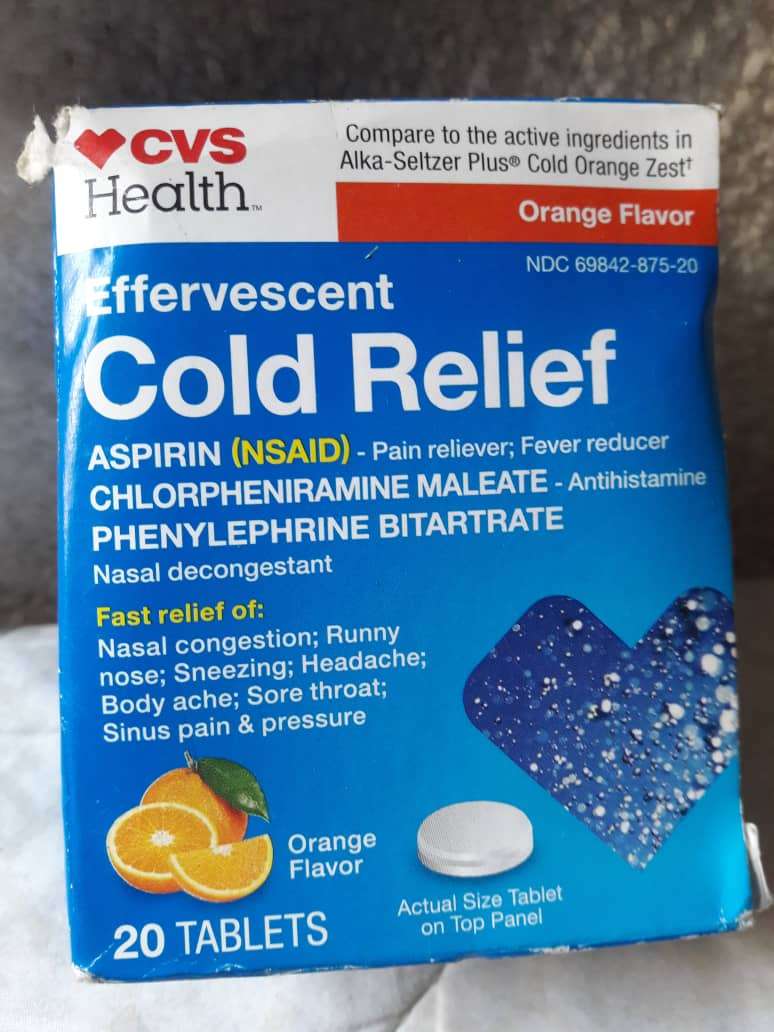 CVS
Health™
Compare to the active ingredients in
Alka-Seltzer Plus® Cold Orange Zest†
Orange Flavor
NDC 69842-875-20
Effervescent
Cold Relief
ASPIRIN (NSAID) - Pain reliever; Fever reducer
CHLORPHENIRAMINE MALEATE - Antihistamine
PHENYLEPHRINE BITARTRATE
Nasal decongestant
Fast relief of:
Nasal congestion; Runny
nose; Sneezing; Headache;
Body ache; Sore throat;
Sinus pain & pressure
Orange
Flavor
Actual Size Tablet
on Top Panel
20 TABLETS